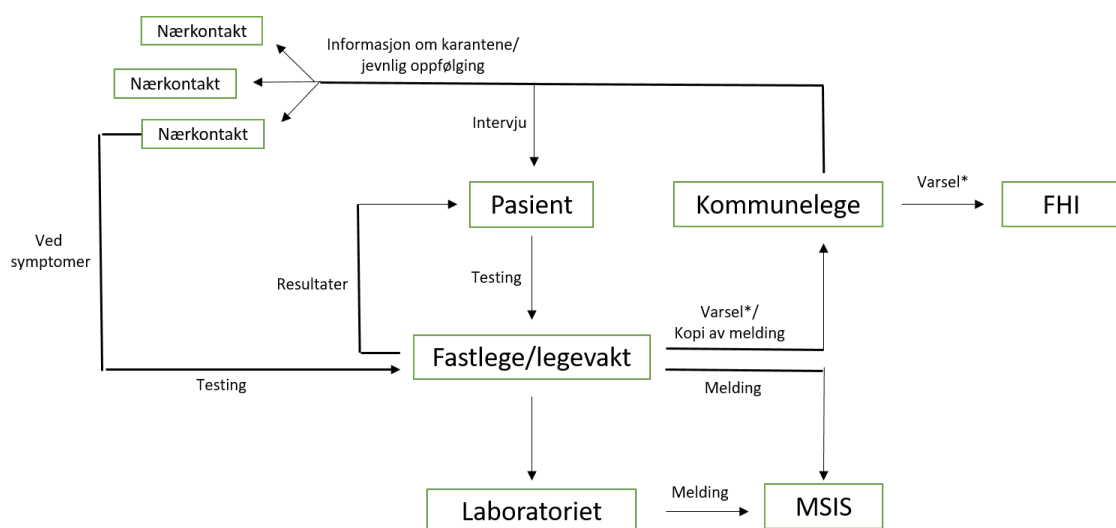 Nærkontakt
Informasjon om karantene/
jevnlig oppfølging
Nærkontakt
Nærkontakt
Intervju
Varsel*
Pasient
Kommunelege
FHI
Ved
symptomer
Resultater
Testing
Varsel*/
Kopi av melding
Fastlege/legevakt
Testing
Melding
Melding
Laboratoriet
MSIS